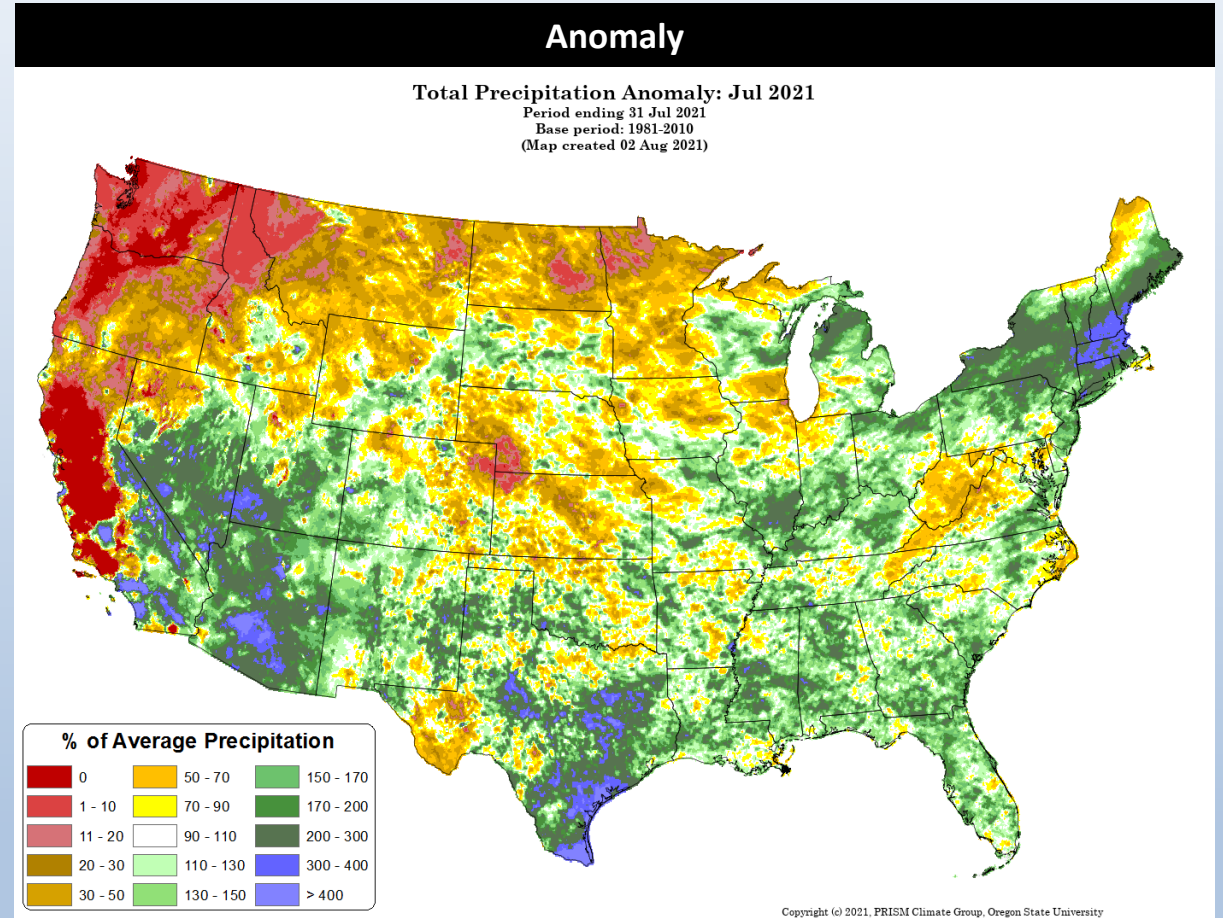 Anomaly
Total Precipitation Anomaly: Jul 2021
Period ending 31 Jul 2021
Base period: 1981-2010
(Map created 02 Aug 2021)
% of Average Precipitation
0
50 - 70
150 - 170
1 - 10
70 - 90
170 - 200
11 - 20
90 - 110
200 - 300
20 - 30
110 - 130
300 - 400
30 - 50
130 - 150
> 400
Copyright (c) 2021, PRISM Climate Group, Oregon State University